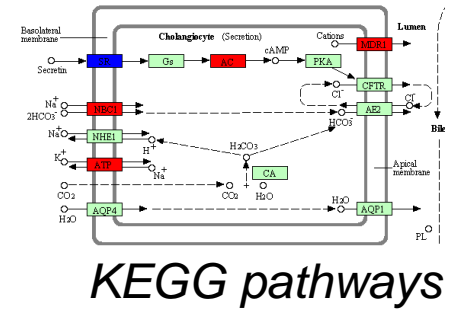 Basolateral
membrane
Cholangiocyte (Secretion)
Cations
Lumen
MDR1
Secretin
SR
Gs
AC
cAMP
PKA
CFTR
Cl-
Cl-
Na+
2HCO3-
NBC1
HCO3-
AE2
Na+
NHE1
H+
H2CO3
Bile
K+
ATP
Na+
CA
Apical
membrane
CO2
CO2
+
H2O
H2O
AQP4
H2O
AQP1
PL
KEGG pathways